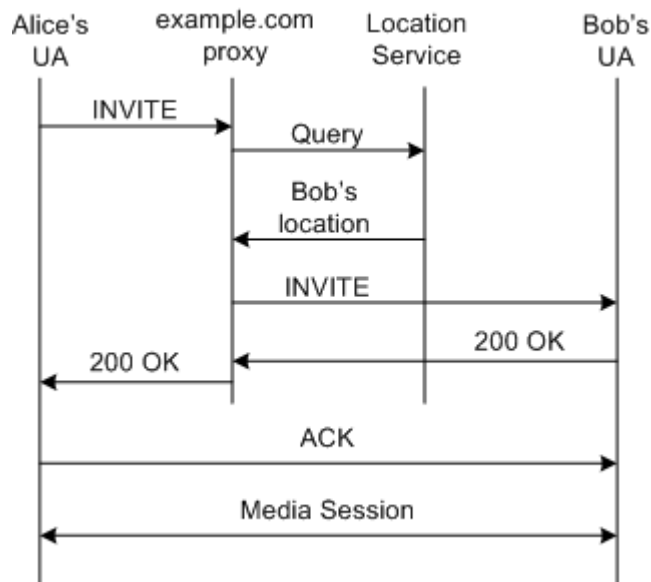 Alice's
UA
example.com
proxy
Location
Service
Bob's
UA
INVITE
Query
Bob's
location
INVITE
200 OK
200 OK
ACK
Media Session